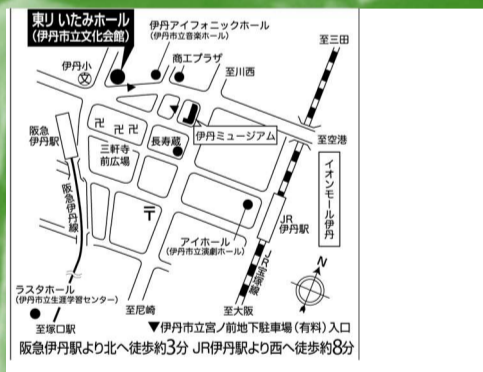 東リ いたみホール
(伊丹市立文化会館)
伊丹アイフォニックホール
(伊丹市立音楽ホール)
商工プラザ
至三田
伊丹小
文
至川西
阪急
伊丹駅
卍 卍 卍
三軒寺
前広場
長寿蔵
伊丹ミュージアム
至空港
イオンモール伊丹
阪急伊丹線
〒
JR
伊丹駅
アイホール
(伊丹市立演劇ホール)
JR宝塚線
N
ラスタホール
(伊丹市立生涯学習センター)
至塚口駅
至尼崎
至大阪
▼伊丹市立宮ノ前地下駐車場(有料)入口
阪急伊丹駅より北へ徒歩約3分 JR伊丹駅より西へ徒歩約8分